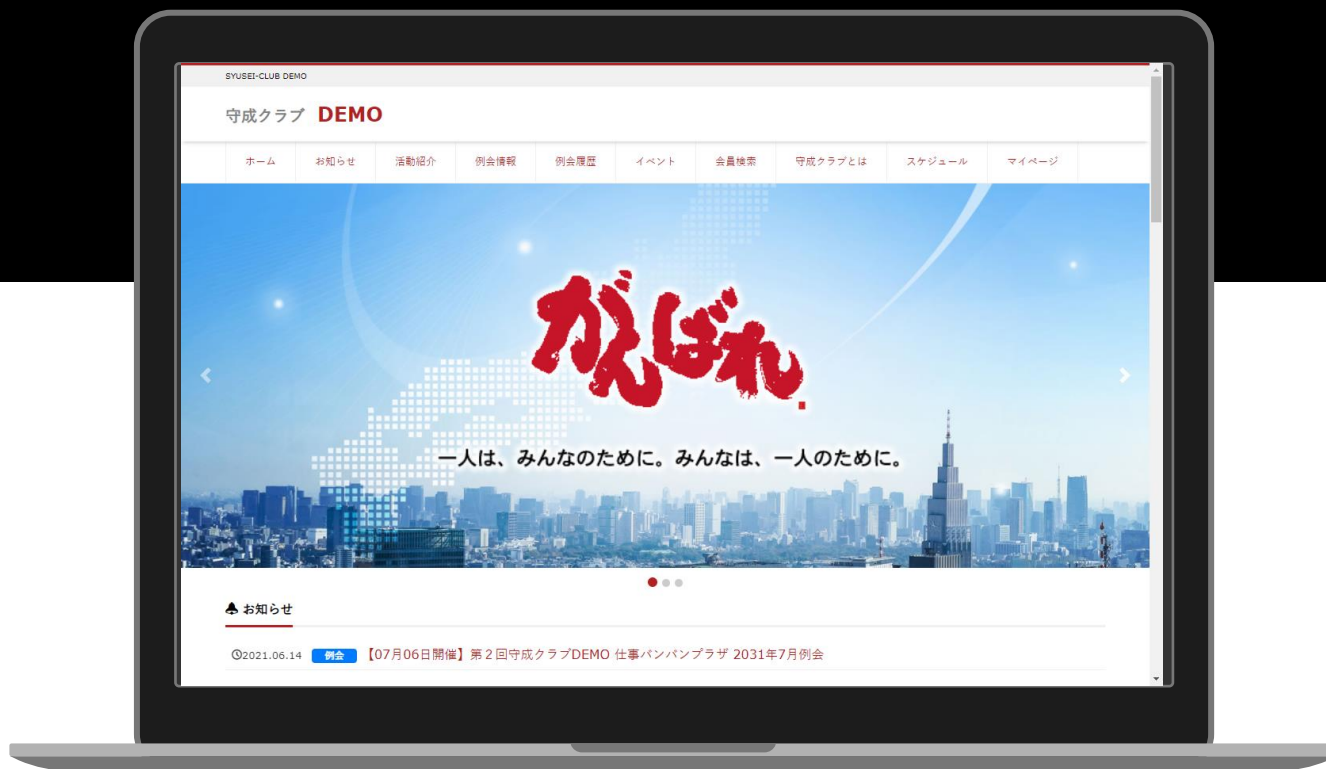 SYUSEI-CLUB DEMO
守成クラブ DEMO
ホーム お知らせ 活動紹介 例会情報 例会履歴 イベント 会員検索 守成クラブとは スケジュール マイページ
がんばれ.
一人は、みんなのために。みんなは、一人のために。
お知らせ
2021.06.14 例会 【07月06日開催】第２回守成クラブDEMO 仕事バンバンプラザ 2031年7月例会